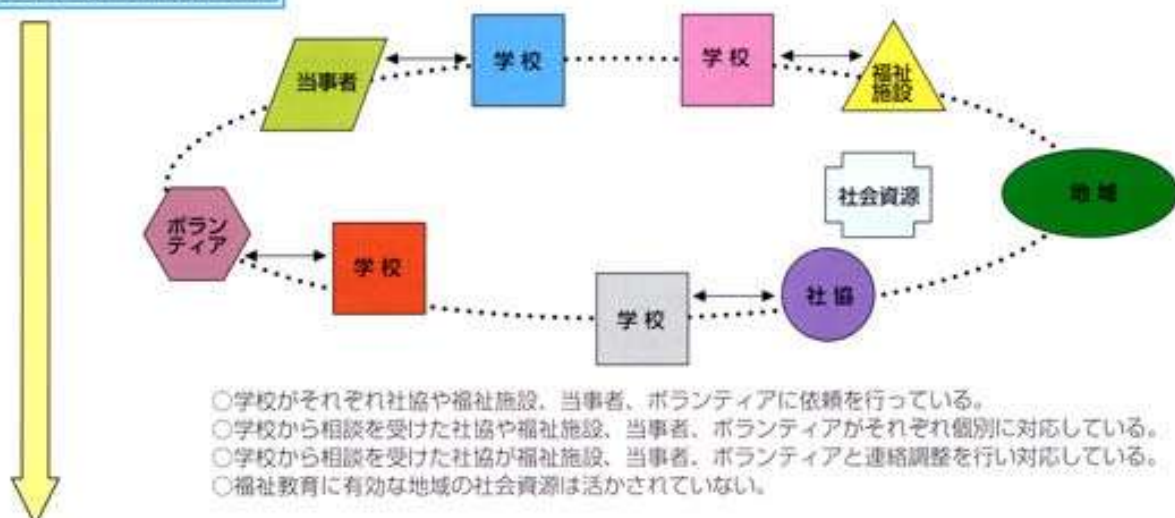 学校
学校
当事者
福祉
施設
社会資源
地域
ボラン
ティア
学校
社協
学校
○学校がそれぞれ社協や福祉施設、当事者、ボランティアに依頼を行っている。
○学校から相談を受けた社協や福祉施設、当事者、ボランティアがそれぞれ個別に対応している。
○学校から相談を受けた社協が福祉施設、当事者、ボランティアと連絡調整を行い対応している。
○福祉教育に有効な地域の社会資源は活かされていない。